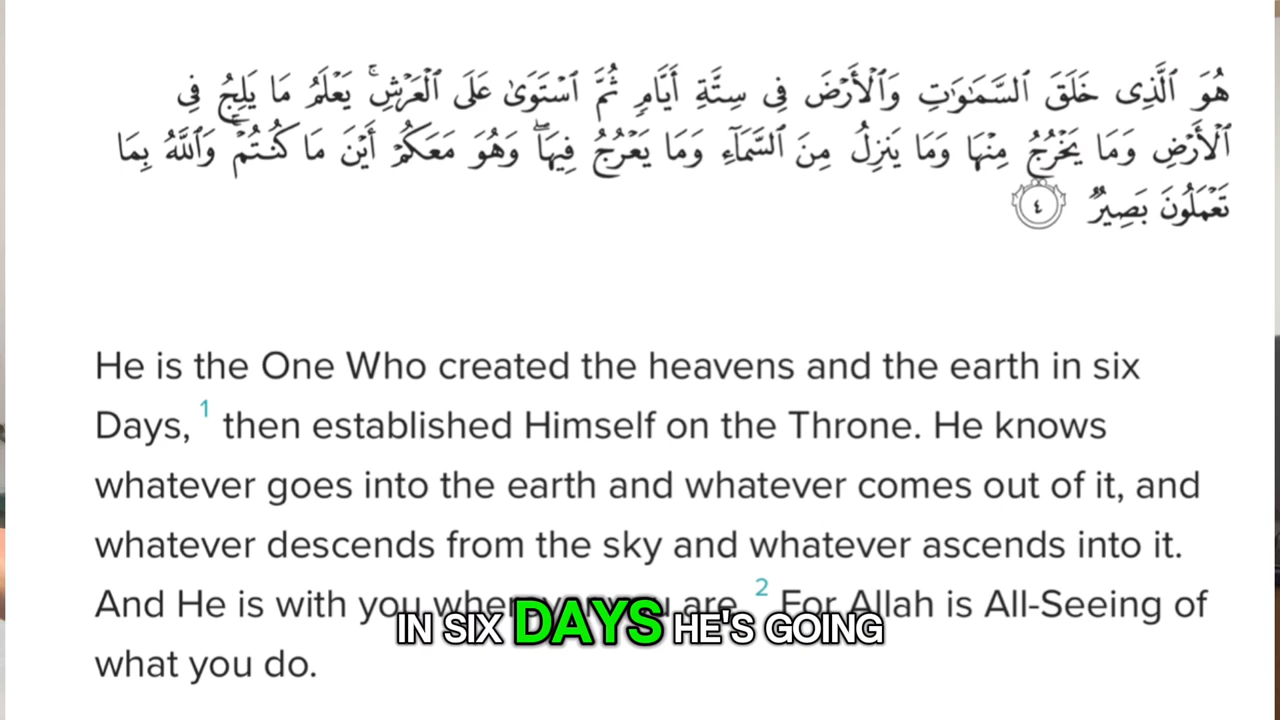 هُوَ ٱلَّذِى خَلَقَ ٱلسَّمَـٰوَٰتِ وَٱلْأَرْضَ فِى سِتَّةِ أَيَّامٍ ثُمَّ ٱسْتَوَىٰ عَلَى ٱلْعَرْشِ ۚ يَعْلَمُ مَا يَلِجُ فِى
ٱلْأَرْضِ وَمَا يَخْرُجُ مِنْهَا وَمَا يَنزِلُ مِنَ ٱلسَّمَآءِ وَمَا يَعْرُجُ فِيهَا ۖ وَهُوَ مَعَكُمْ أَيْنَ مَا كُنتُمْ ۚ وَٱللَّهُ بِمَا
تَعْمَلُونَ بَصِيرٌ ٤
He is the One Who created the heavens and the earth in six
Days, 1 then established Himself on the Throne. He knows
whatever goes into the earth and whatever comes out of it, and
whatever descends from the sky and whatever ascends into it.
And He is with you wherever you are. 2 For Allah is All-Seeing of
IN SIX DAYS HE'S GOING
what you do.